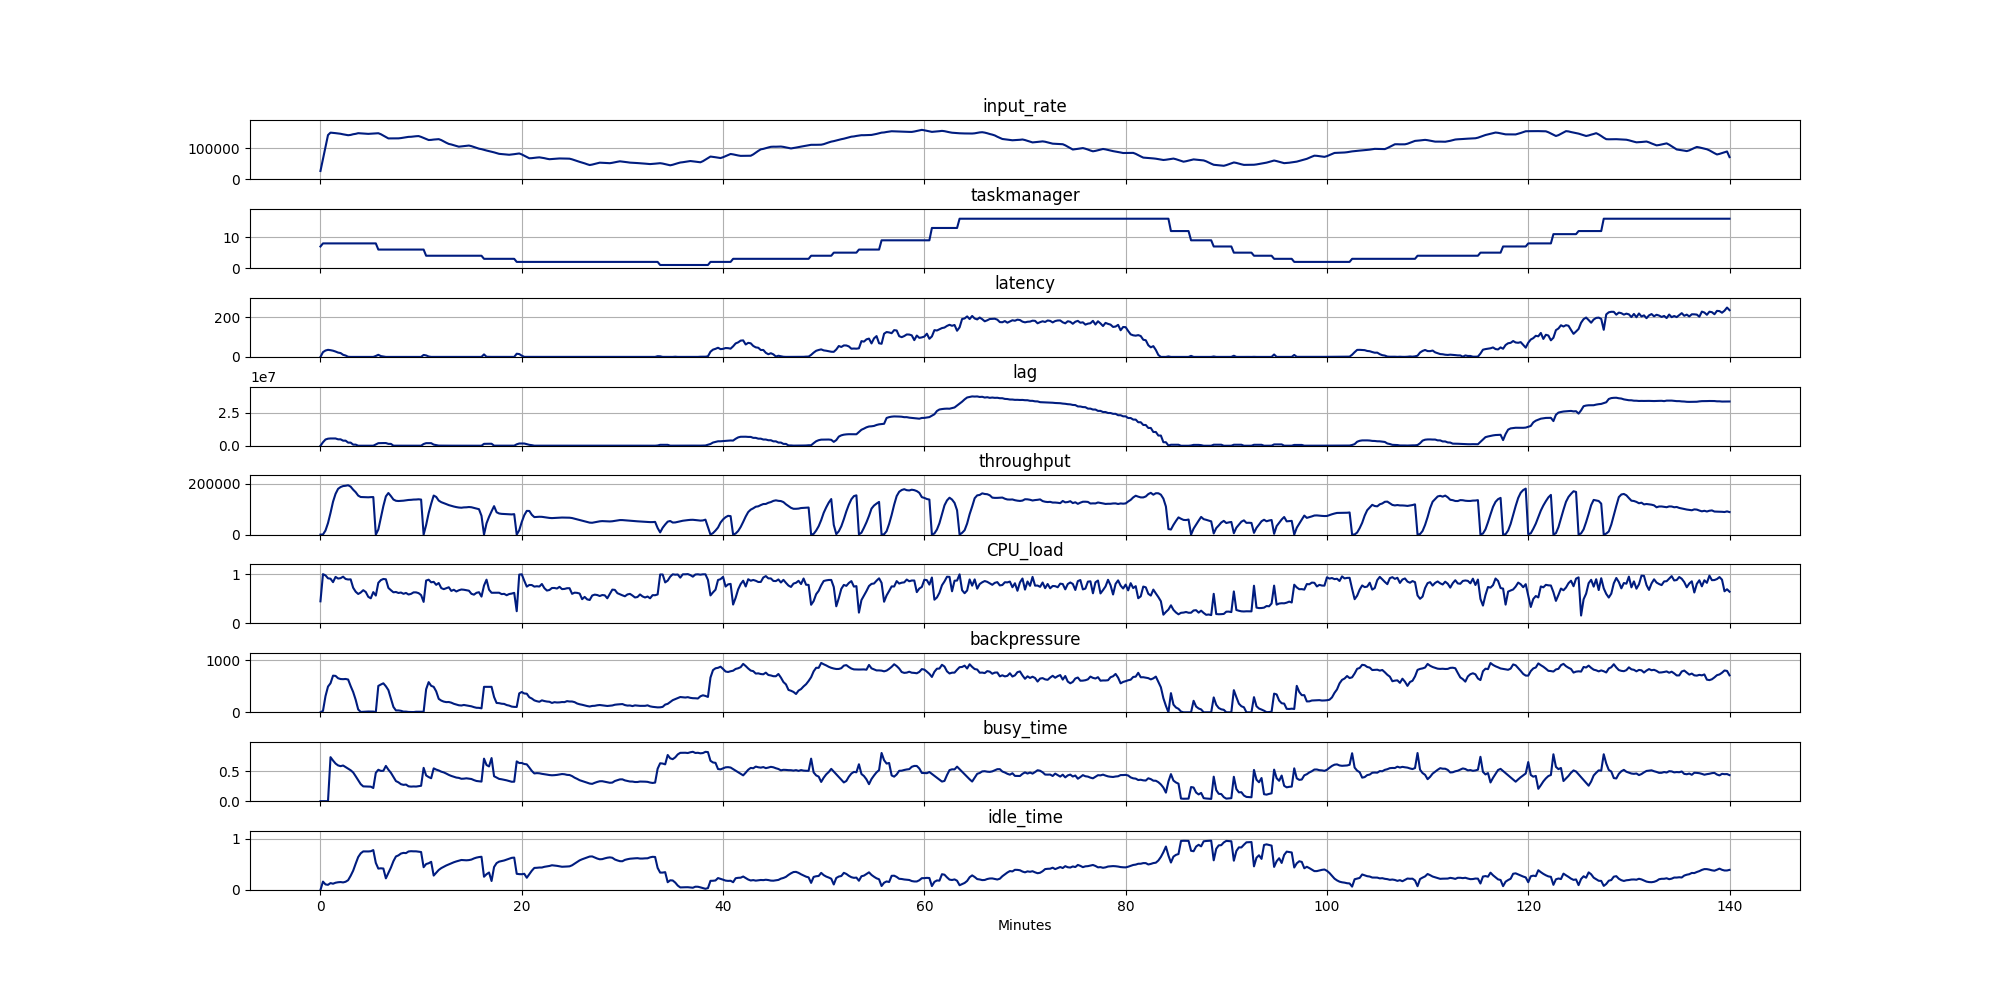 input_rate
100000
0
taskmanager
10
0
latency
200
0
1e7
lag
2.5
0.0
throughput
200000
0
CPU_load
1
0
backpressure
1000
0
busy_time
0.5
0.0
idle_time
1
0
0 20 40 60 80 100 120 140
Minutes